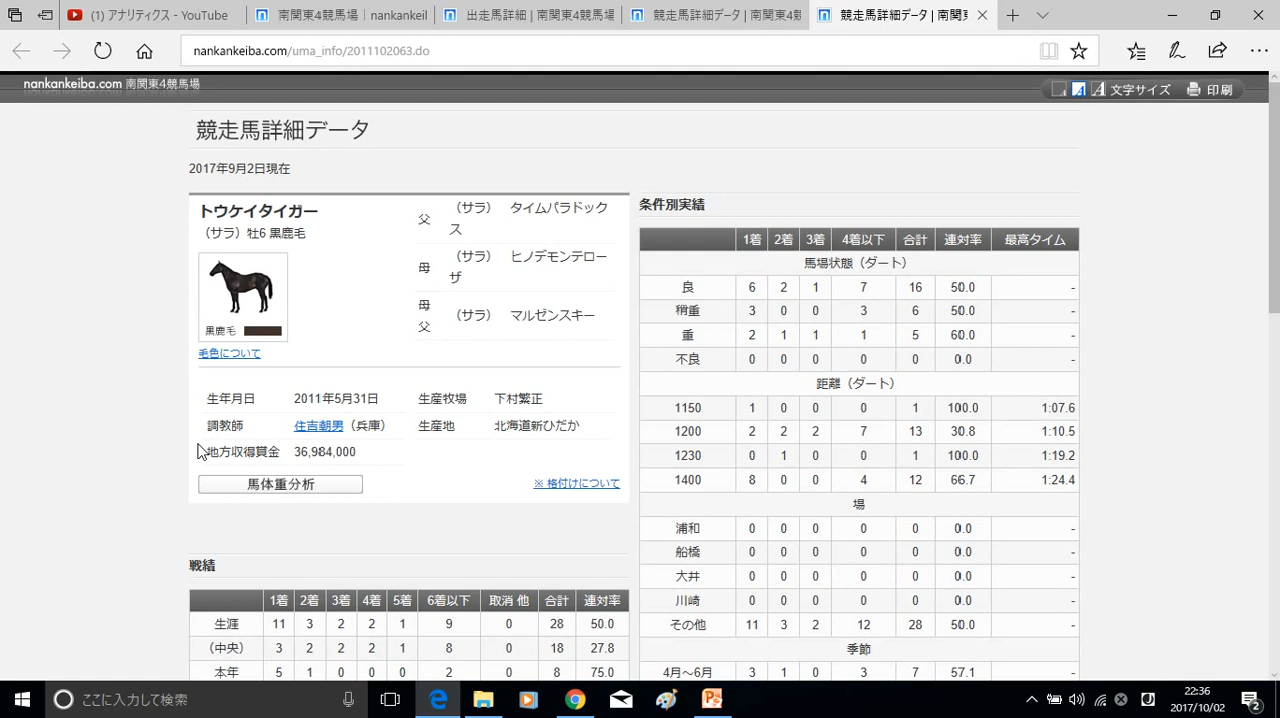 (1) アナリティクス - YouTube
南関東4競馬場｜nankankeil
出走馬詳細 | 南関東4競馬場
競走馬詳細データ | 南関東4競
競走馬詳細データ | 南関東
nankankeiba.com/uma_info/2011102063.do
nankankeiba.com 南関東4競馬場
文字サイズ 印刷
競走馬詳細データ
2017年9月2日現在
トウケイタイガー
（サラ）牡6 黒鹿毛
黒鹿毛
毛色について
父 （サラ） タイムパラドックス
母 （サラ） ヒノデモンテローザ
母父 （サラ） マルゼンスキー
生年月日 2011年5月31日 生産牧場 下村繁正
調教師 住吉朝男（兵庫） 生産地 北海道新ひだか
地方収得賞金 36,984,000
馬体重分析 ※ 格付けについて
戦結
1着 2着 3着 4着 5着 6着以下 取消 他 合計 連対率
生涯 11 3 2 2 1 9 0 28 50.0
（中央） 3 2 2 2 1 8 0 18 27.8
本年 5 1 0 0 0 2 0 8 75.0
条件別実績
1着 2着 3着 4着以下 合計 連対率 最高タイム
馬場状態（ダート）
良 6 2 1 7 16 50.0 -
稍重 3 0 0 3 6 50.0 -
重 2 1 1 1 5 60.0 -
不良 0 0 0 0 0 0.0 -
距離（ダート）
1150 1 0 0 0 1 100.0 1:07.6
1200 2 2 2 7 13 30.8 1:10.5
1230 0 1 0 0 1 100.0 1:19.2
1400 8 0 0 4 12 66.7 1:24.4
場
浦和 0 0 0 0 0 0.0 -
船橋 0 0 0 0 0 0.0 -
大井 0 0 0 0 0 0.0 -
川崎 0 0 0 0 0 0.0 -
その他 11 3 2 12 28 50.0 -
季節
4月～6月 3 1 0 3 7 57.1 -
ここに入力して検索
22:36
2017/10/02
2